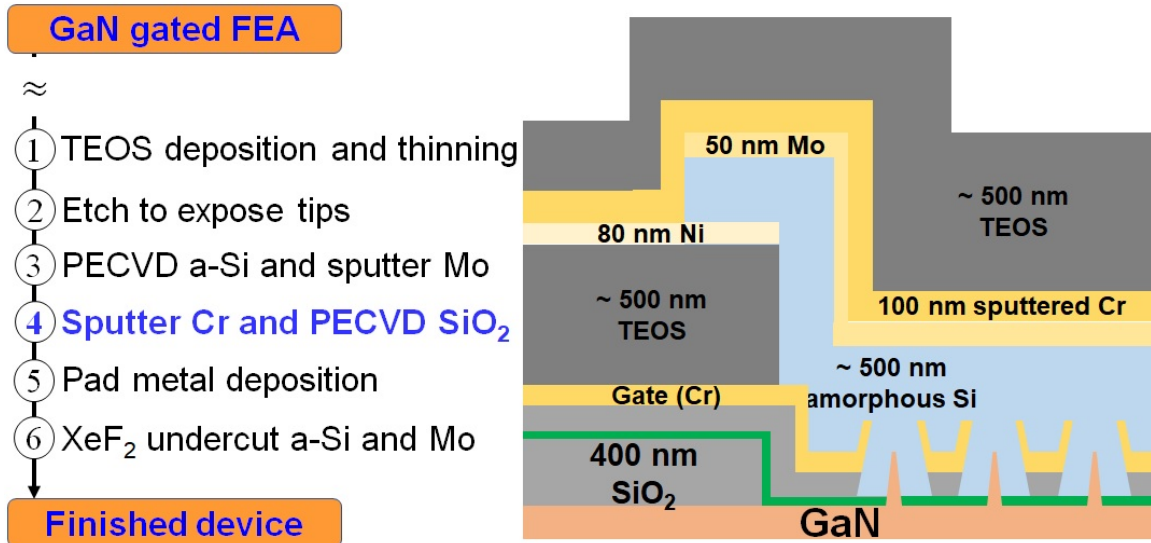 GaN gated FEA
≈
1 TEOS deposition and thinning
2 Etch to expose tips
3 PECVD a-Si and sputter Mo
4 Sputter Cr and PECVD SiO₂
5 Pad metal deposition
6 XeF₂ undercut a-Si and Mo
Finished device
50 nm Mo
~ 500 nm
TEOS
80 nm Ni
~ 500 nm
TEOS
100 nm sputtered Cr
~ 500 nm
amorphous Si
Gate (Cr)
400 nm
SiO₂
GaN